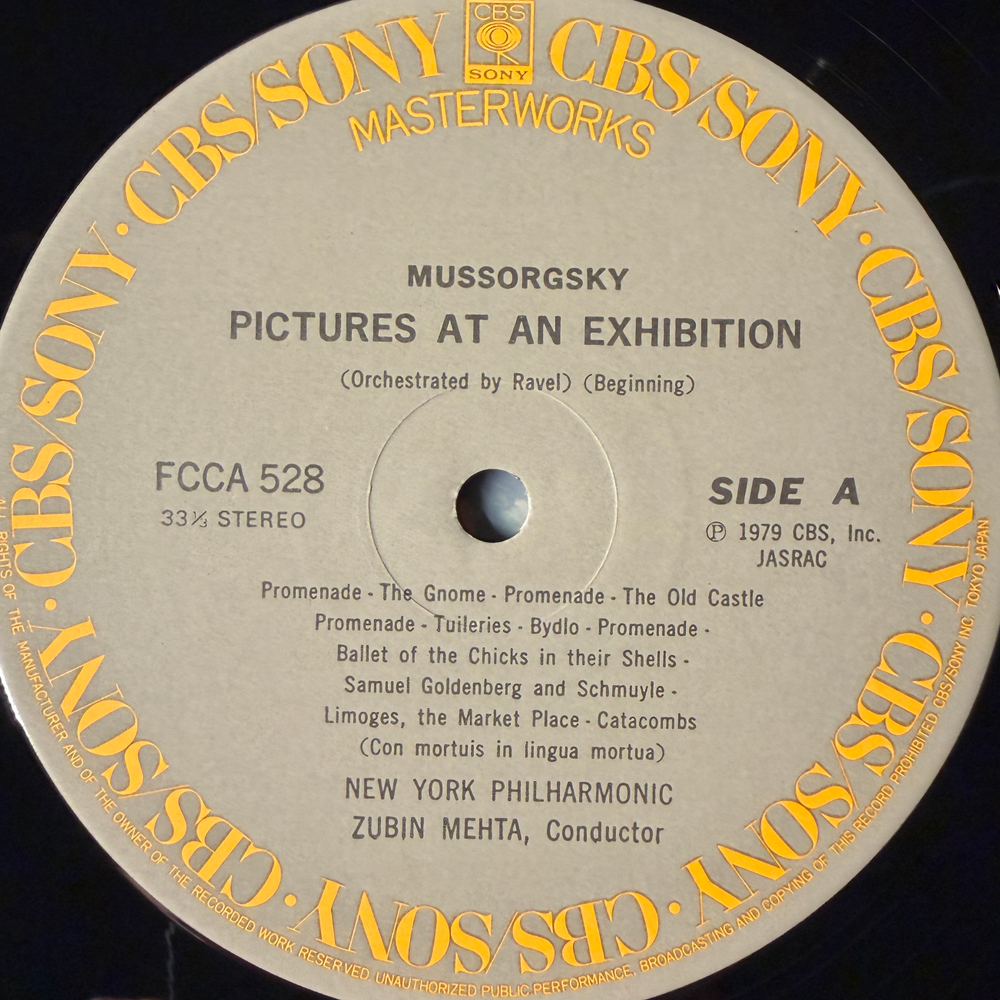 CBS
SONY
CBS/SONY · CBS/SONY · CBS/SONY · CBS/SONY · CBS/SONY · CBS/SONY · CBS/SONY · CBS/SONY
MASTERWORKS
MUSSORGSKY
PICTURES AT AN EXHIBITION
(Orchestrated by Ravel) (Beginning)
FCCA 528
33⅓ STEREO
SIDE A
Ⓟ 1979 CBS, Inc.
JASRAC
Promenade - The Gnome - Promenade - The Old Castle
Promenade - Tuileries - Bydlo - Promenade -
Ballet of the Chicks in their Shells -
Samuel Goldenberg and Schmuyle -
Limoges, the Market Place - Catacombs
(Con mortuis in lingua mortua)
NEW YORK PHILHARMONIC
ZUBIN MEHTA, Conductor
ALL RIGHTS OF THE MANUFACTURER AND OF THE OWNER OF THE RECORDED WORK RESERVED UNAUTHORIZED PUBLIC PERFORMANCE, BROADCASTING AND COPYING OF THIS RECORD PROHIBITED CBS/SONY INC. TOKYO JAPAN